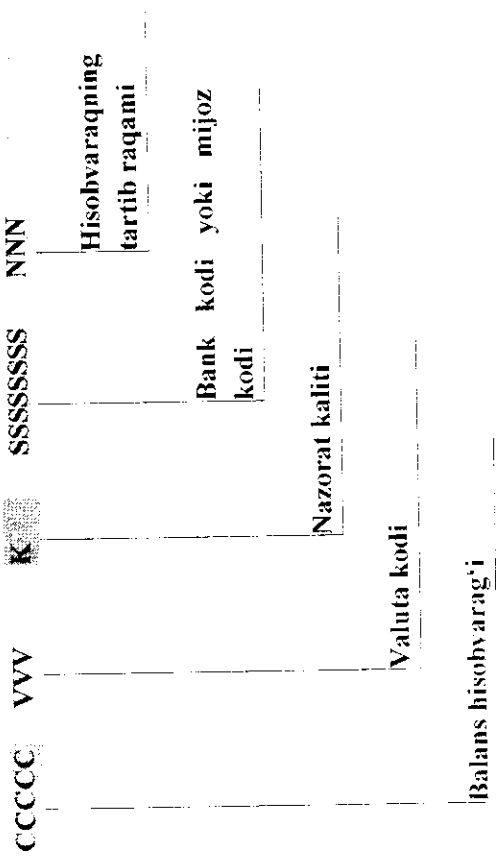 CCCCC VVV K SSSSSSSS NNN
Hisobvaraqning
tartib raqami
Bank kodi yoki mijoz
kodi
Nazorat kaliti
Valuta kodi
Balans hisobvarag‘i